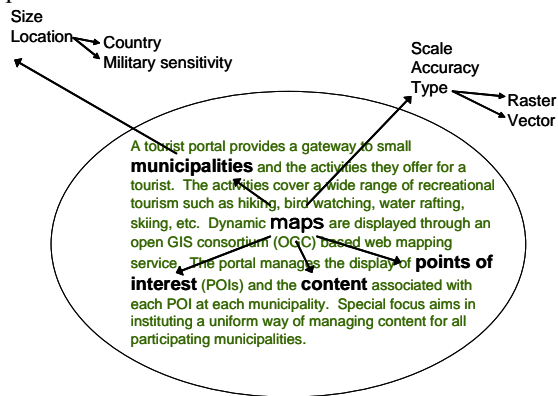 Size
Location
Country
Military sensitivity
Scale
Accuracy
Type
Raster
Vector
A tourist portal provides a gateway to small
municipalities and the activities they offer for a
tourist. The activities cover a wide range of recreational
tourism such as hiking, bird watching, water rafting,
skiing, etc. Dynamic maps are displayed through an
open GIS consortium (OGC) based web mapping
service. The portal manages the display of points of
interest (POIs) and the content associated with
each POI at each municipality. Special focus aims in
instituting a uniform way of managing content for all
participating municipalities.